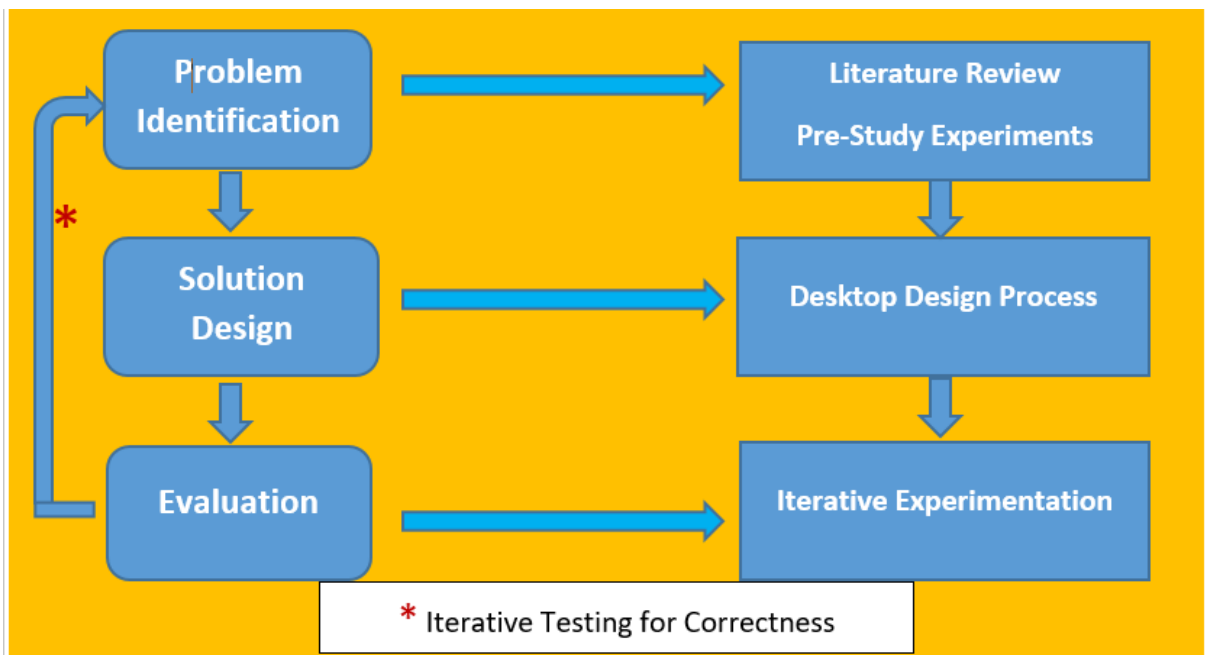 Problem
Identification
Literature Review
Pre-Study Experiments
*
Solution
Design
Desktop Design Process
Evaluation
Iterative Experimentation
* Iterative Testing for Correctness